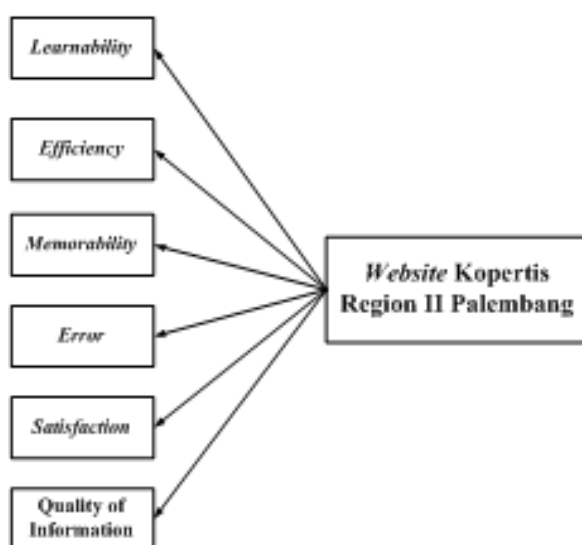 Learnability
Efficiency
Memorability
Error
Satisfaction
Quality of
Information
Website Kopertis
Region II Palembang